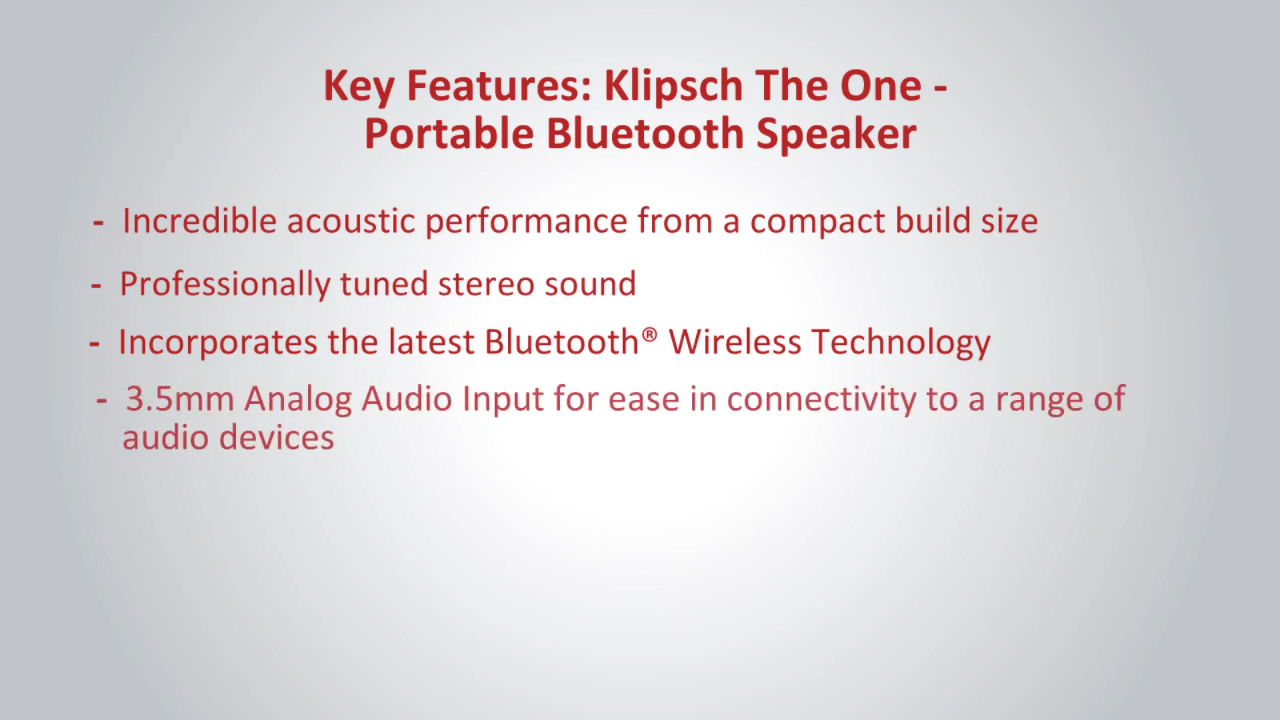 Key Features: Klipsch The One -
Portable Bluetooth Speaker
- Incredible acoustic performance from a compact build size
- Professionally tuned stereo sound
- Incorporates the latest Bluetooth® Wireless Technology
- 3.5mm Analog Audio Input for ease in connectivity to a range of
audio devices